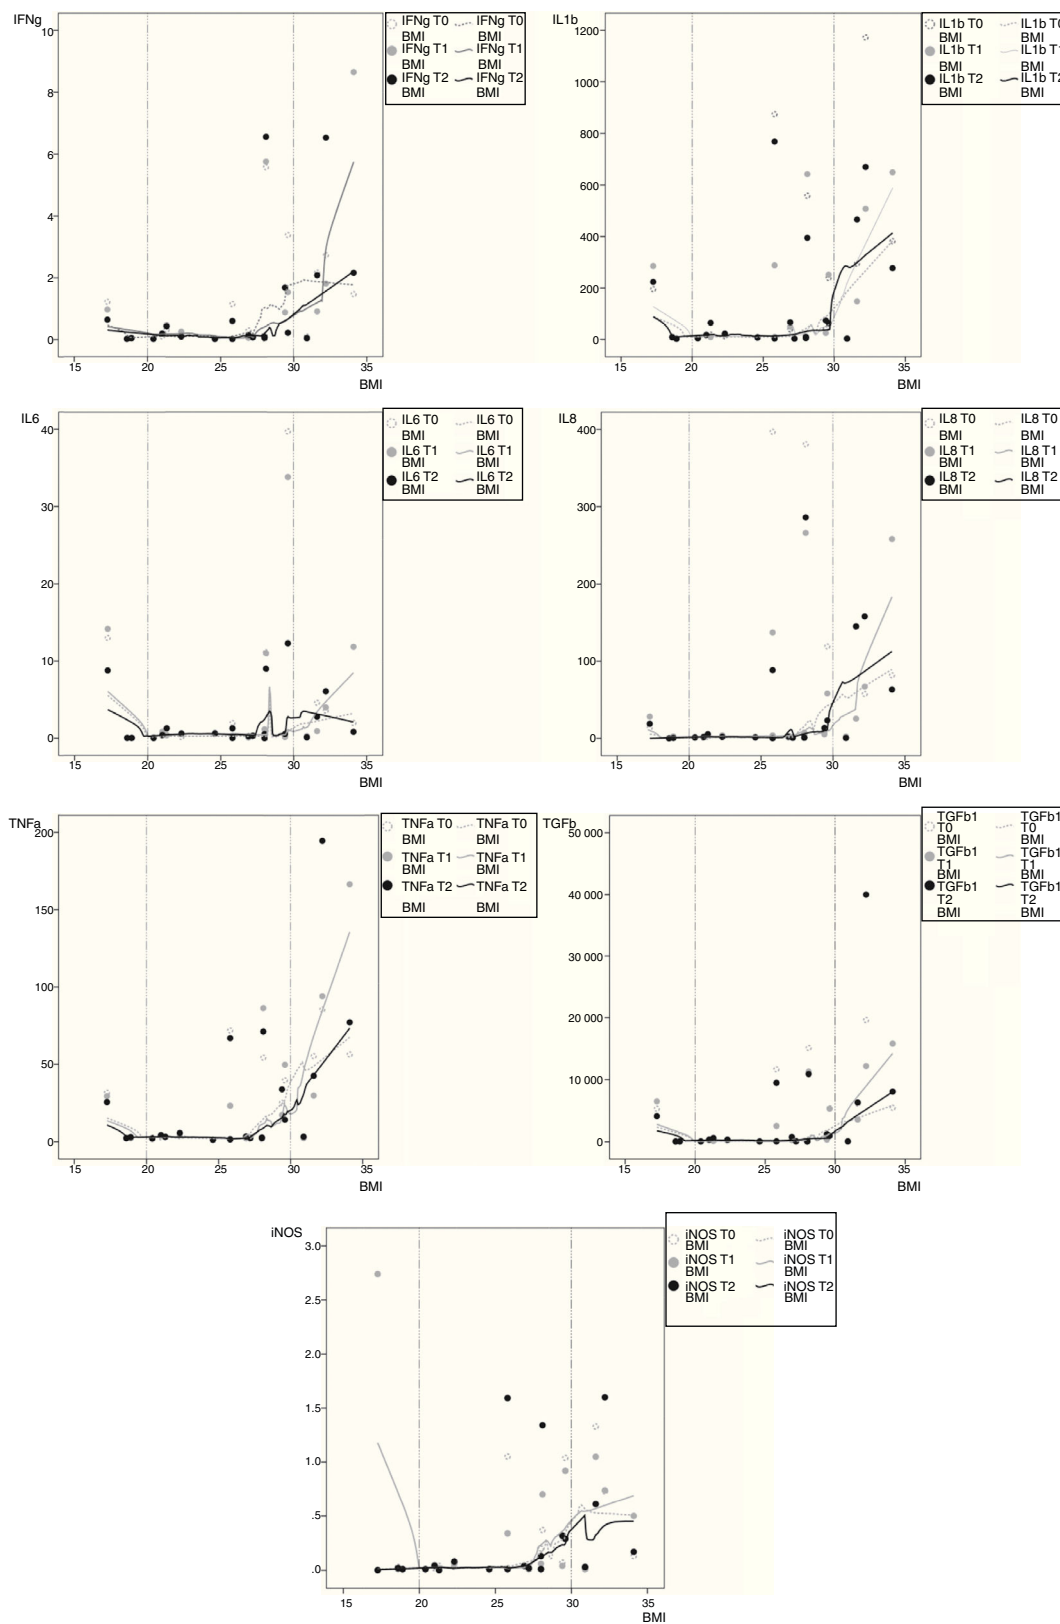 IFNg
10
8
6
4
2
0
15 20 25 30 35
BMI
IFNg T0 IFNg T0
BMI BMI
IFNg T1 IFNg T1
BMI BMI
IFNg T2 IFNg T2
BMI BMI
IL1b
1200
1000
800
600
400
200
0
15 20 25 30 35
BMI
IL1b T0 IL1b T0
BMI BMI
IL1b T1 IL1b T1
BMI BMI
IL1b T2 IL1b T2
BMI BMI
IL6
40
30
20
10
0
15 20 25 30 35
BMI
IL6 T0 IL6 T0
BMI BMI
IL6 T1 IL6 T1
BMI BMI
IL6 T2 IL6 T2
BMI BMI
IL8
400
300
200
100
0
15 20 25 30 35
BMI
IL8 T0 IL8 T0
BMI BMI
IL8 T1 IL8 T1
BMI BMI
IL8 T2 IL8 T2
BMI BMI
TNFa
200
150
100
50
0
15 20 25 30 35
BMI
TNFa T0 TNFa T0
BMI BMI
TNFa T1 TNFa T1
BMI BMI
TNFa T2 TNFa T2
BMI BMI
TGFb
50 000
40 000
30 000
20 000
10 000
0
15 20 25 30 35
BMI
TGFb1 TGFb1
T0 T0
BMI BMI
TGFb1 TGFb1
T1 T1
BMI BMI
TGFb1 TGFb1
T2 T2
BMI BMI
iNOS
3.0
2.5
2.0
1.5
1.0
.5
.0
15 20 25 30 35
BMI
iNOS T0 iNOS T0
BMI BMI
iNOS T1 iNOS T1
BMI BMI
iNOS T2 iNOS T2
BMI BMI